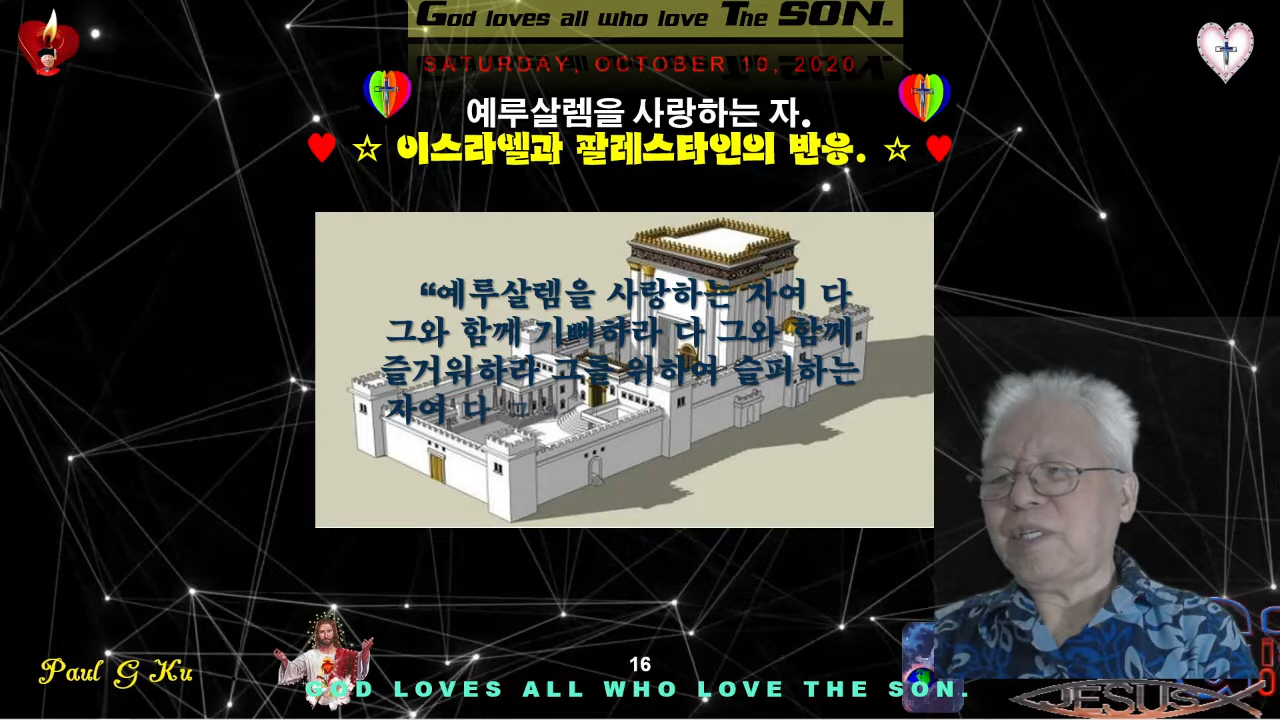 God loves all who love The SON.
SATURDAY, OCTOBER 10, 2020
예루살렘을 사랑하는 자.
☆ 이스라엘과 팔레스타인의 반응. ☆
“예루살렘을 사랑하는 자여 다
그와 함께 기뻐하라 다 그와 함께
즐거워하라 그를 위하여 슬퍼하는
자여 다
Paul G Ku
16
GOD LOVES ALL WHO LOVE THE SON.
JESUS